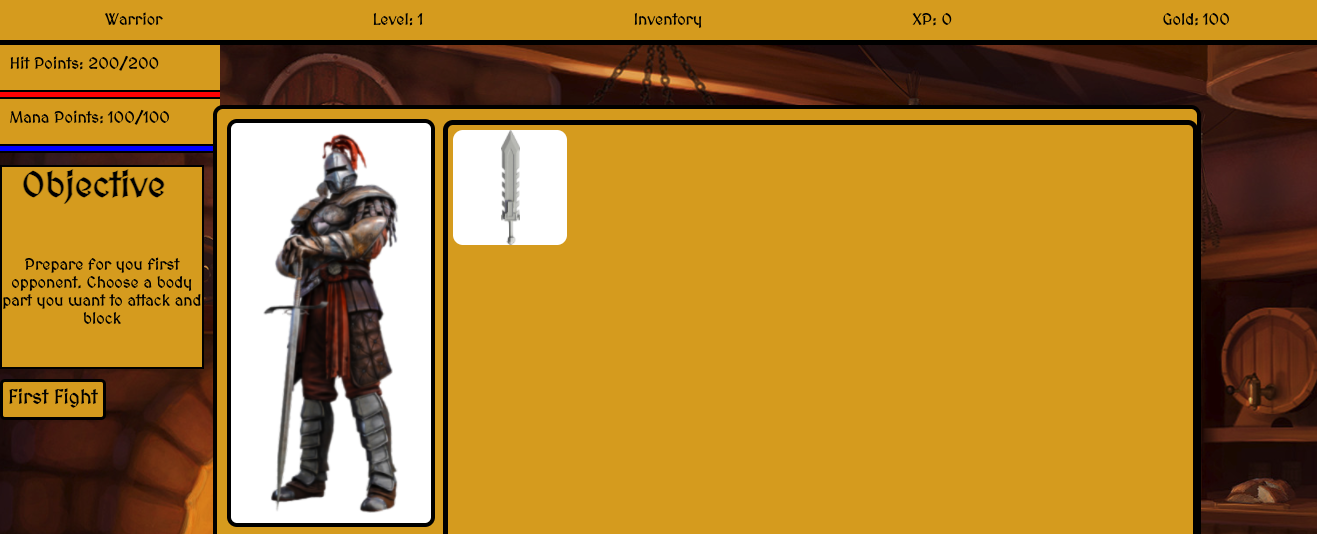 Warrior
Level: 1
Inventory
XP: 0
Gold: 100
Hit Points: 200/200
Mana Points: 100/100
Objective
Prepare for you first
opponent. Choose a body
part you want to attack and
block
First Fight